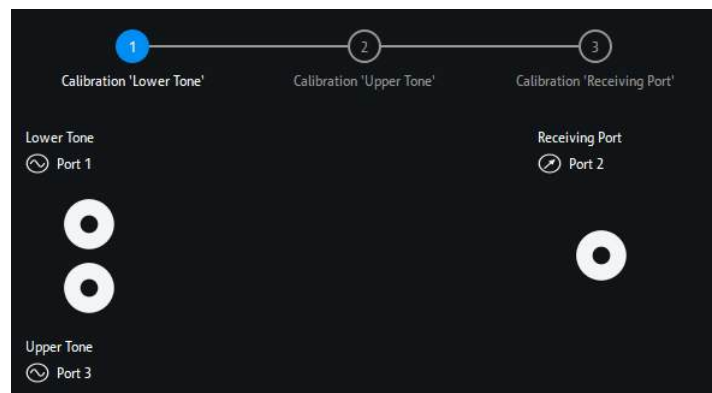 1
2
3
Calibration 'Lower Tone'
Calibration 'Upper Tone'
Calibration 'Receiving Port'
Lower Tone
Port 1
Receiving Port
Port 2
Upper Tone
Port 3